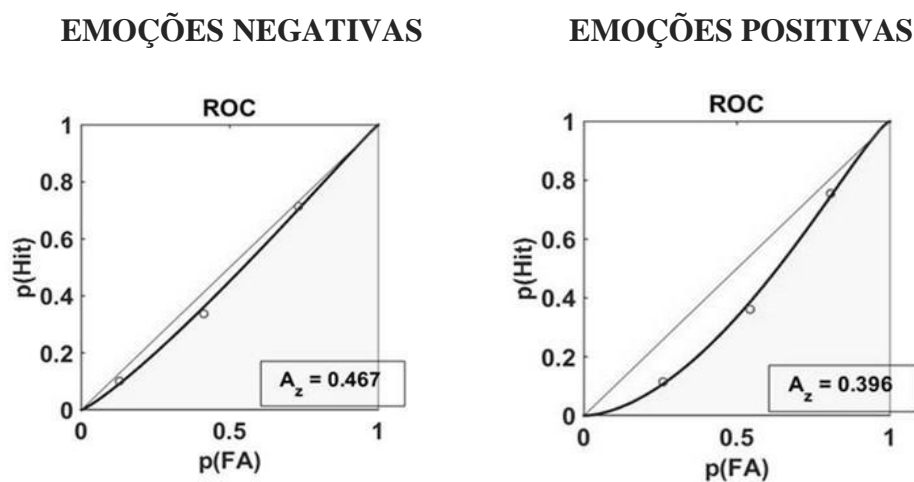 EMOÇÕES NEGATIVAS
ROC
1
0.8
0.6
0.4
0.2
0
p(Hit)
0
0.5
1
p(FA)
A_z = 0.467
EMOÇÕES POSITIVAS
ROC
1
0.8
0.6
0.4
0.2
0
p(Hit)
0
0.5
1
p(FA)
A_z = 0.396